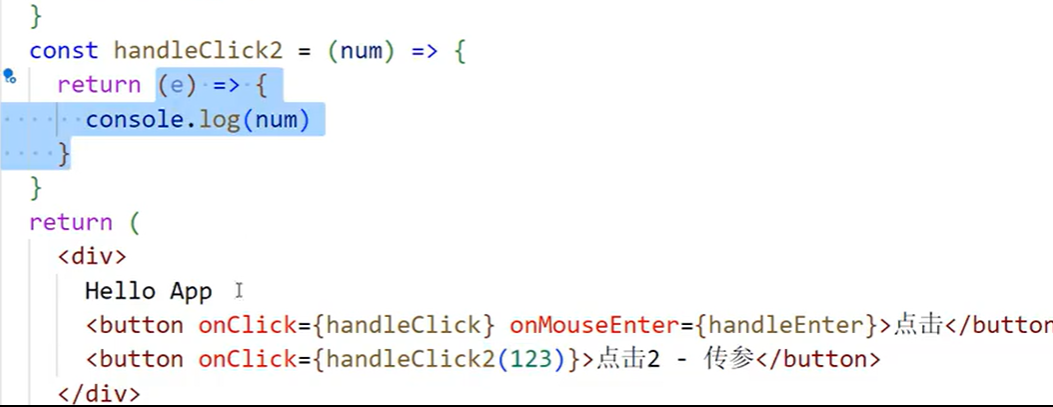 }
const handleClick2 = (num) => {
return (e) => {
console.log(num)
}
}
return (
<div>
Hello App
<button onClick={handleClick} onMouseEnter={handleEnter}>点击</button
<button onClick={handleClick2(123)}>点击2 - 传参</button>
</div>